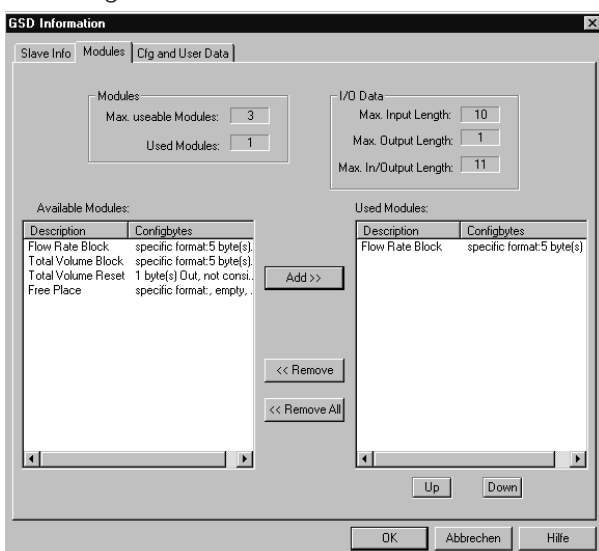 GSD Information
Slave Info Modules Cfg and User Data
Modules
Max. useable Modules: 3
Used Modules: 1
I/O Data
Max. Input Length: 10
Max. Output Length: 1
Max. In/Output Length: 11
Available Modules:
Description Configbytes
Flow Rate Block specific format:5 byte(s).
Total Volume Block specific format:5 byte(s).
Total Volume Reset 1 byte(s) Out, not consi..
Free Place specific format:, empty, .
Add >>
<< Remove
<< Remove All
Used Modules:
Description Configbytes
Flow Rate Block specific format:5 byte(s)
Up Down
OK Abbrechen Hilfe